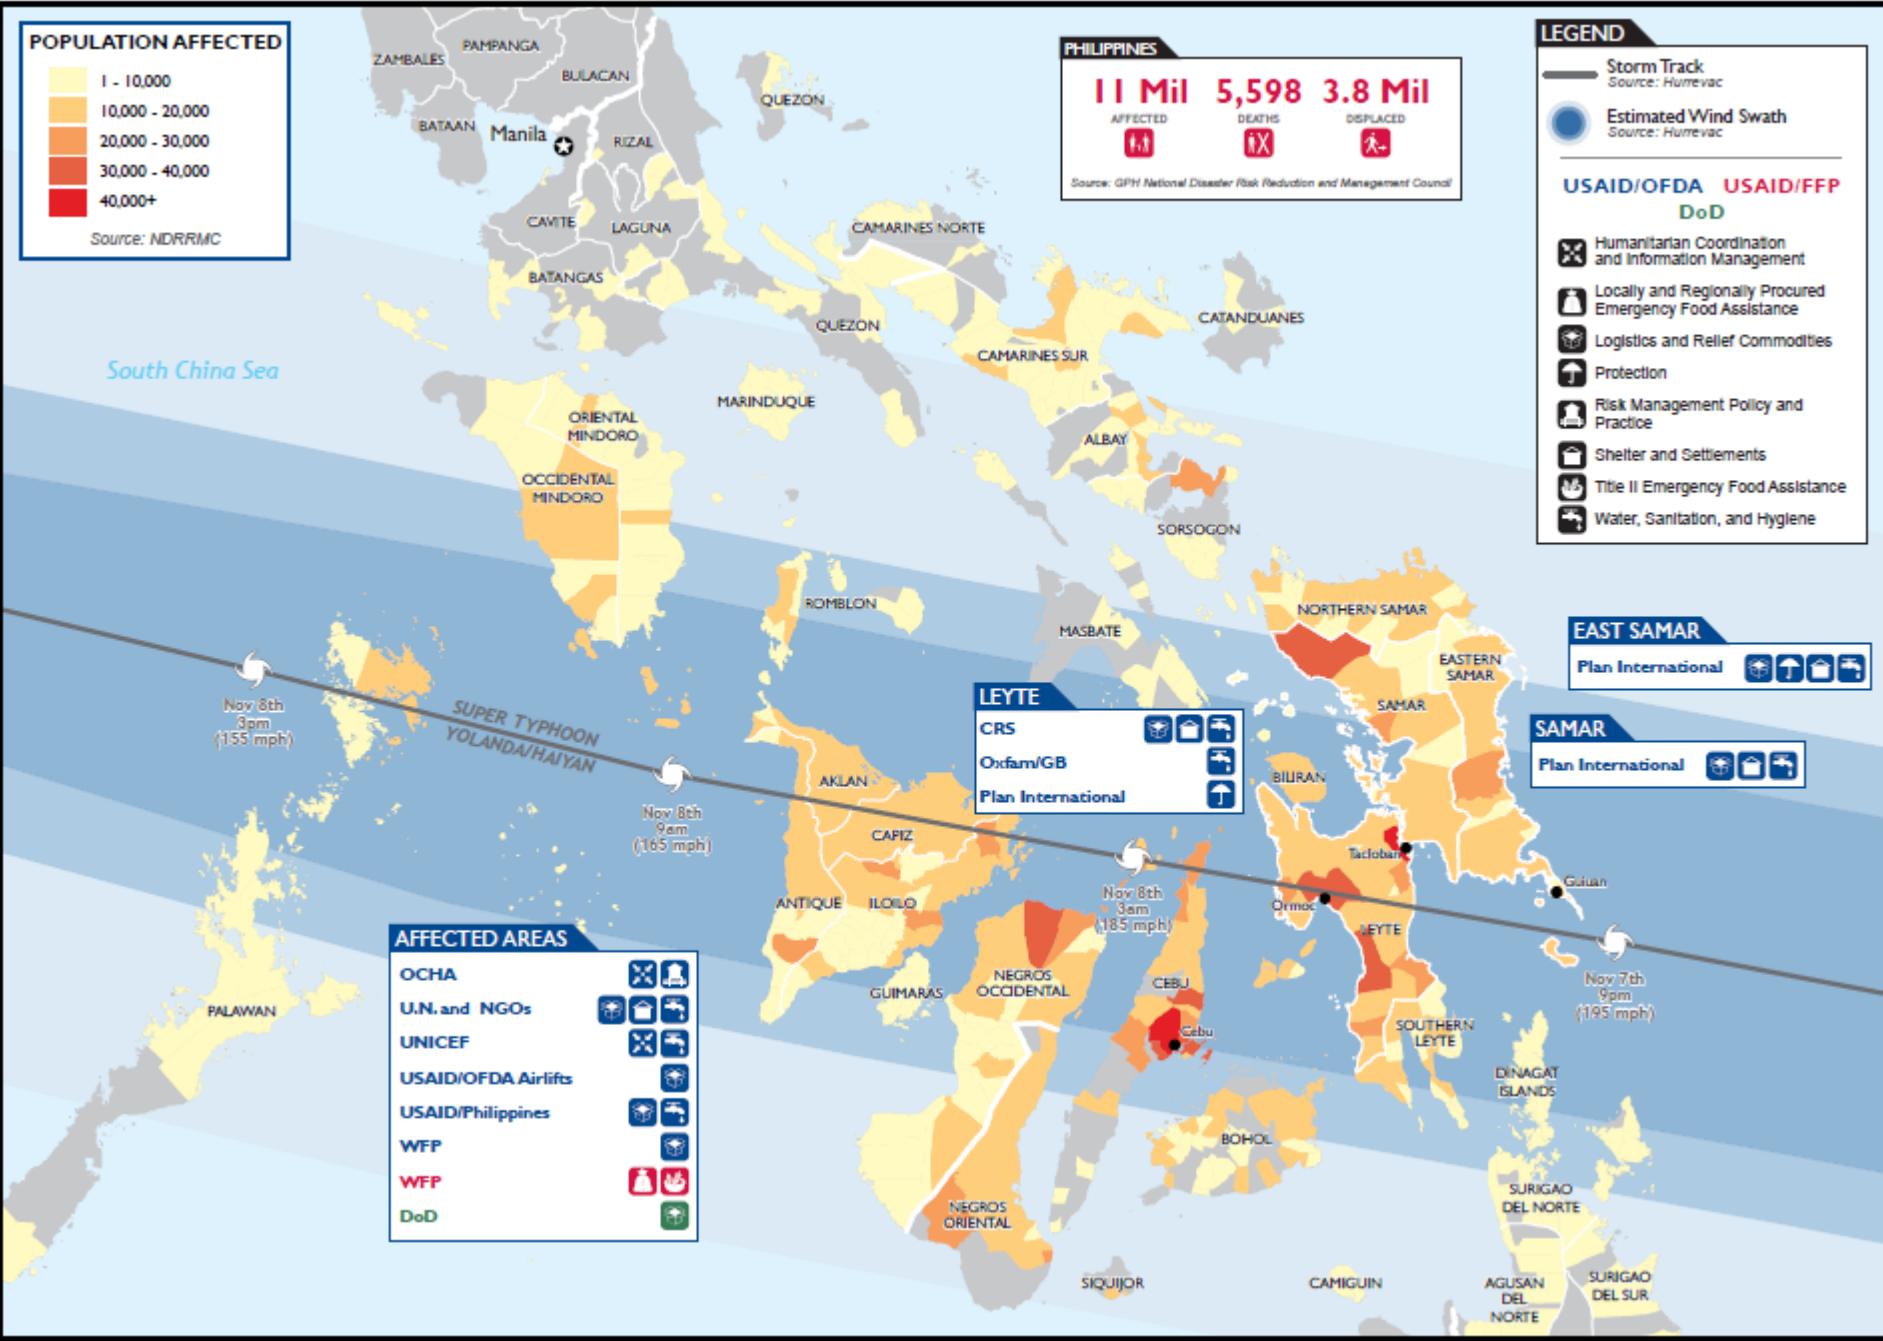 POPULATION AFFECTED
1 - 10,000
10,000 - 20,000
20,000 - 30,000
30,000 - 40,000
40,000+
Source: NDRRMC
PHILIPPINES
11 Mil 5,598 3.8 Mil
AFFECTED DEATHS DISPLACED
Source: GPH National Disaster Risk Reduction and Management Council
LEGEND
Storm Track
Source: Hurrevac
Estimated Wind Swath
Source: Hurrevac
USAID/OFDA USAID/FFP
DoD
Humanitarian Coordination
and Information Management
Locally and Regionally Procured
Emergency Food Assistance
Logistics and Relief Commodities
Protection
Risk Management Policy and
Practice
Shelter and Settlements
Title II Emergency Food Assistance
Water, Sanitation, and Hygiene
ZAMBALES
PAMPANGA
BULACAN
QUEZON
BATAAN
Manila
RIZAL
CAVITE
LAGUNA
CAMARINES NORTE
BATANGAS
QUEZON
CATANDUANES
CAMARINES SUR
South China Sea
MARINDUQUE
ORIENTAL
MINDORO
ALBAY
OCCIDENTAL
MINDORO
SORSOGON
ROMBLON
MASBATE
NORTHERN SAMAR
EASTERN
SAMAR
SAMAR
EAST SAMAR
Plan International
SAMAR
Plan International
LEYTE
CRS
Oxfam/GB
Plan International
Nov 8th
3pm
(155 mph)
SUPER TYPHOON
YOLANDA/HAIYAN
Nov 8th
9am
(165 mph)
AKLAN
CAPIZ
ANTIQUE
ILOILO
GUIMARAS
NEGROS
OCCIDENTAL
Nov 8th
3am
(185 mph)
BILIRAN
Tacloban
Ormoc
LEYTE
Guiuan
Nov 7th
9pm
(195 mph)
CEBU
Cebu
SOUTHERN
LEYTE
DINAGAT
ISLANDS
PALAWAN
AFFECTED AREAS
OCHA
U.N. and NGOs
UNICEF
USAID/OFDA Airlifts
USAID/Philippines
WFP
WFP
DoD
BOHOL
NEGROS
ORIENTAL
SIQUIJOR
CAMIGUIN
SURIGAO
DEL NORTE
AGUSAN
DEL
NORTE
SURIGAO
DEL SUR